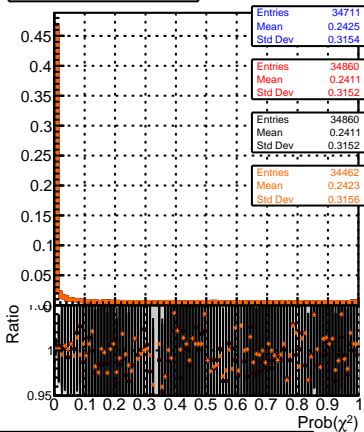 Entries 34711
Mean 0.2425
Std Dev 0.3154
Entries 34860
Mean 0.2411
Std Dev 0.3152
Entries 34860
Mean 0.2411
Std Dev 0.3152
Entries 34462
Mean 0.2423
Std Dev 0.3156
0.45
0.4
0.35
0.3
0.25
0.2
0.15
0.1
0.05
Ratio
1
0.95
0 0.1 0.2 0.3 0.4 0.5 0.6 0.7 0.8 0.9 1
Prob(χ²)